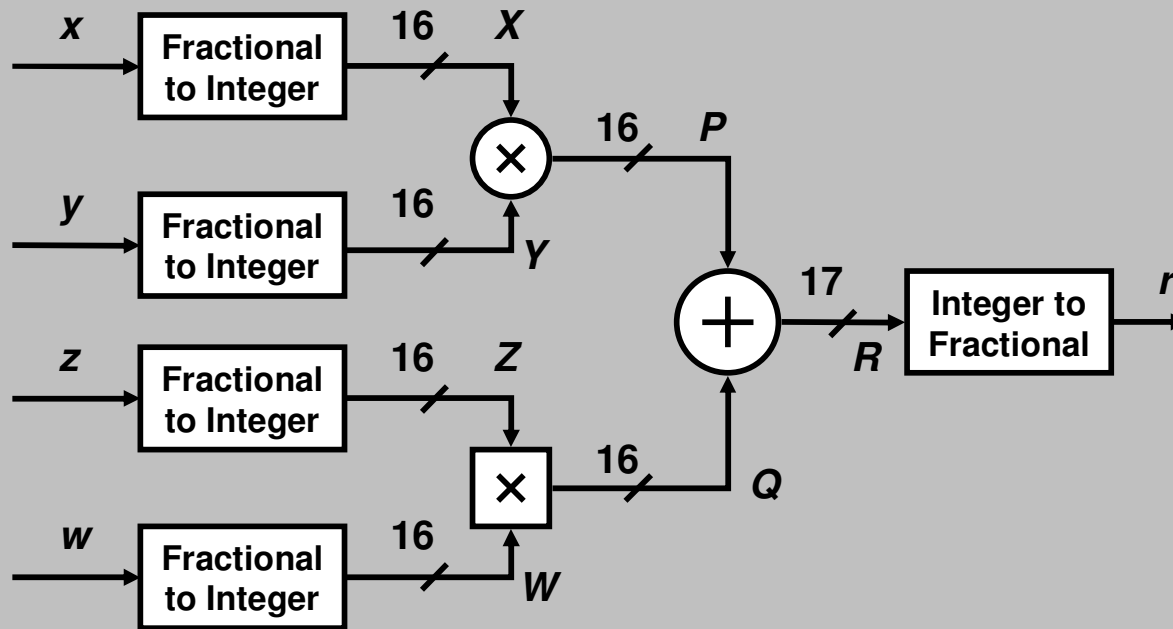 x
Fractional
to Integer
16
X
×
16
P
y
Fractional
to Integer
16
Y
+
17
R
Integer to
Fractional
r
z
Fractional
to Integer
16
Z
×
16
Q
w
Fractional
to Integer
16
W